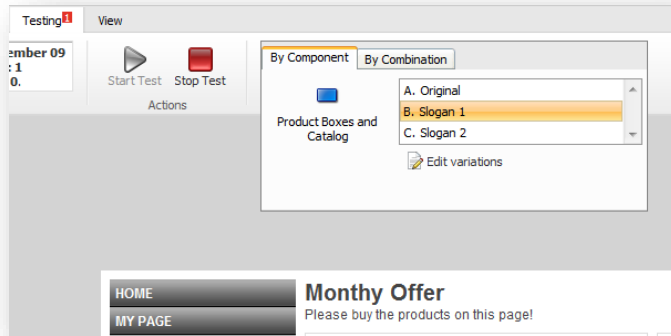 Testing 1 View
ember 09
: 1
0.
Start Test Stop Test
Actions
By Component By Combination
Product Boxes and
Catalog
A. Original
B. Slogan 1
C. Slogan 2
Edit variations
HOME
MY PAGE
Monthy Offer
Please buy the products on this page!